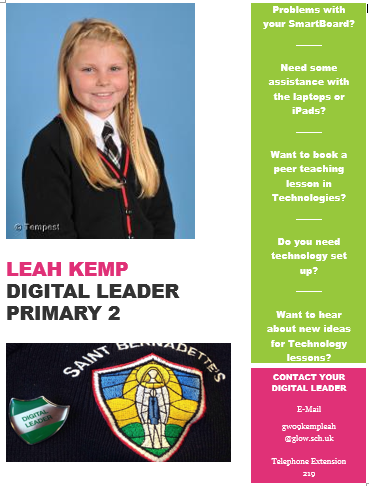 © Tempest
LEAH KEMP
DIGITAL LEADER
PRIMARY 2
SAINT BERNADETTE'S
DIGITAL
LEADER
Problems with
your SmartBoard?
Need some
assistance with
the laptops or
iPads?
Want to book a
peer teaching
lesson in
Technologies?
Do you need
technology set
up?
Want to hear
about new ideas
for Technology
lessons?
CONTACT YOUR
DIGITAL LEADER
E-Mail
gw09kempleah
@glow.sch.uk
Telephone Extension
219